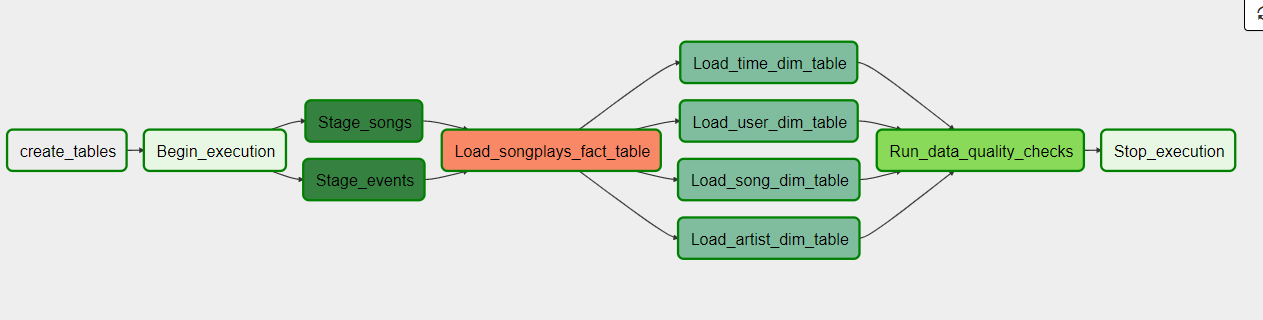 create_tables
Begin_execution
Stage_songs
Stage_events
Load_songplays_fact_table
Load_time_dim_table
Load_user_dim_table
Load_song_dim_table
Load_artist_dim_table
Run_data_quality_checks
Stop_execution